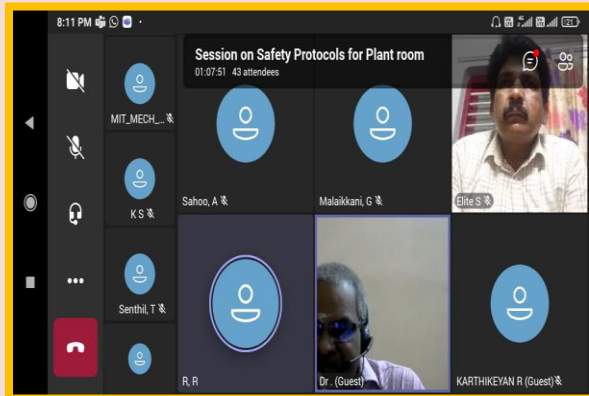 8:11 PM
21
Session on Safety Protocols for Plant room
01:07:51 43 attendees
MIT_MECH_...
Sahoo, A
Malaikkani, G
Elite S
K S
Senthil, T
R, R
Dr . (Guest)
KARTHIKEYAN R (Guest)